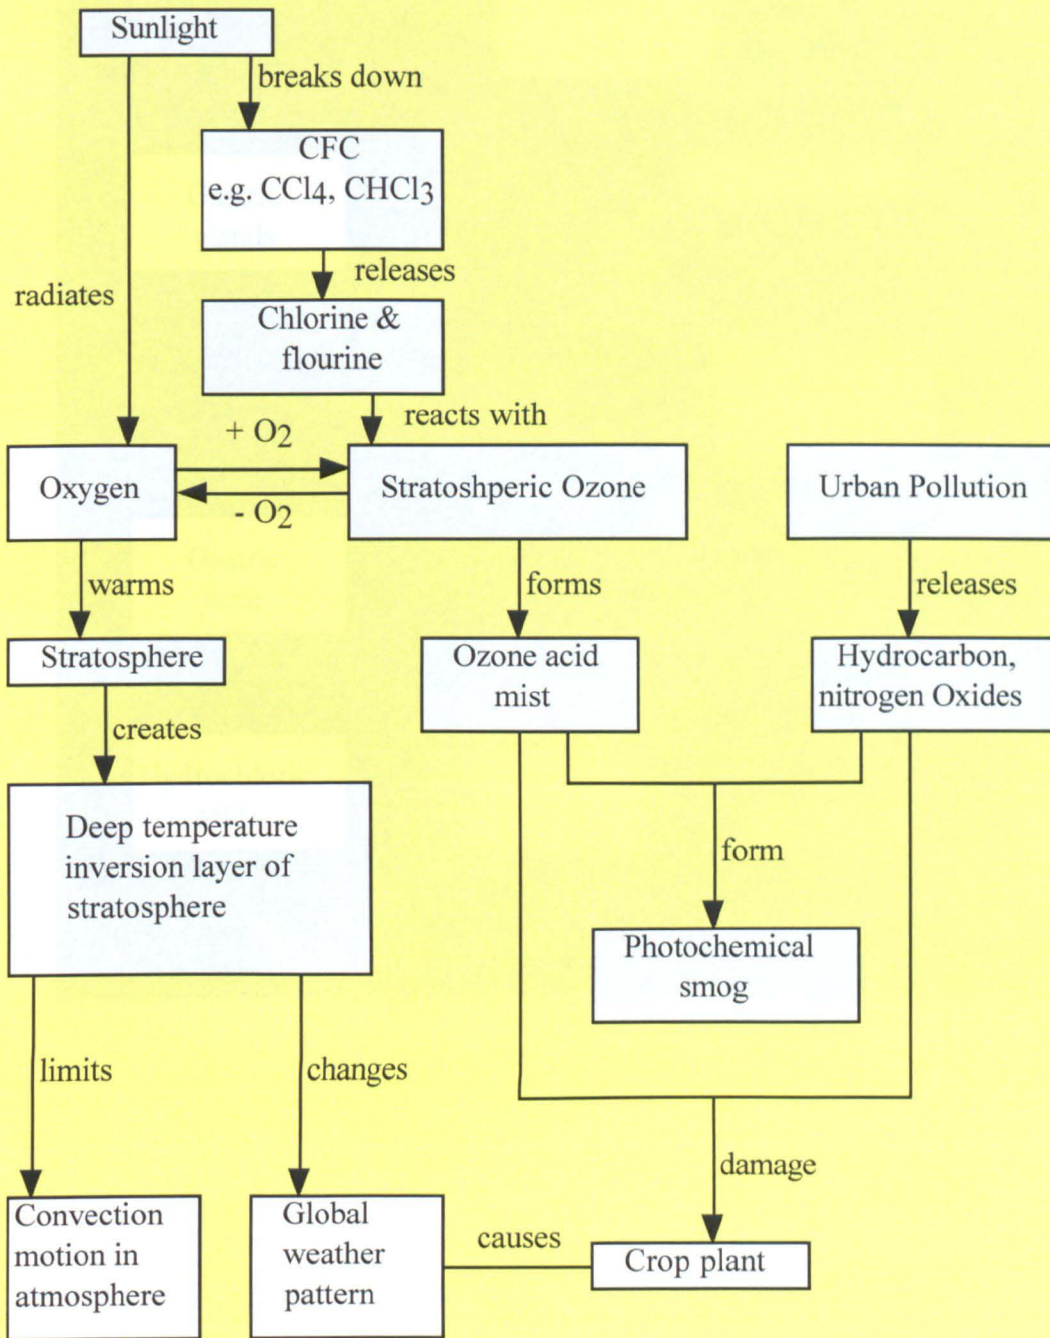 Sunlight
breaks down
CFC
e.g. CCl4, CHCl3
releases
radiates
Chlorine &
flourine
reacts with
+ O2
Oxygen
Stratoshperic Ozone
Urban Pollution
- O2
warms
forms
releases
Stratosphere
Ozone acid
mist
Hydrocarbon,
nitrogen Oxides
creates
Deep temperature
inversion layer of
stratosphere
form
Photochemical
smog
limits
changes
damage
Convection
motion in
atmosphere
Global
weather
pattern
causes
Crop plant